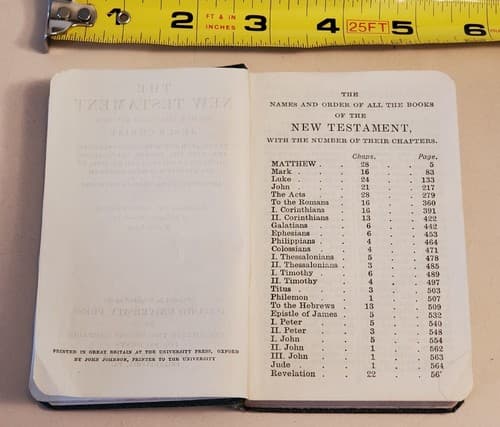 1 2 FT & IN INCHES 3 4 25FT 5 6
PRINTED IN GREAT BRITAIN AT THE UNIVERSITY PRESS, OXFORD
BY JOHN JOHNSON, PRINTER TO THE UNIVERSITY
THE
NAMES AND ORDER OF ALL THE BOOKS
OF THE
NEW TESTAMENT,
WITH THE NUMBER OF THEIR CHAPTERS.
Chaps. Page.
MATTHEW . . 28 . . 5
Mark . . . 16 . . 83
Luke . . . 24 . . 133
John . . . 21 . . 217
The Acts . . 28 . . 279
To the Romans . 16 . . 360
I. Corinthians . 16 . . 391
II. Corinthians . 13 . . 422
Galatians . . 6 . . 442
Ephesians . . 6 . . 453
Philippians . . 4 . . 464
Colossians . . 4 . . 471
I. Thessalonians . 5 . . 478
II. Thessalonians . 3 . . 485
I. Timothy . . 6 . . 489
II. Timothy . . 4 . . 497
Titus . . . 3 . . 503
Philemon . . 1 . . 507
To the Hebrews . 13 . . 509
Epistle of James . 5 . . 532
I. Peter . . 5 . . 540
II. Peter . . 3 . . 548
I. John . . 5 . . 554
II. John . . 1 . . 562
III. John . . 1 . . 563
Jude . . . 1 . . 564
Revelation . . 22 . .